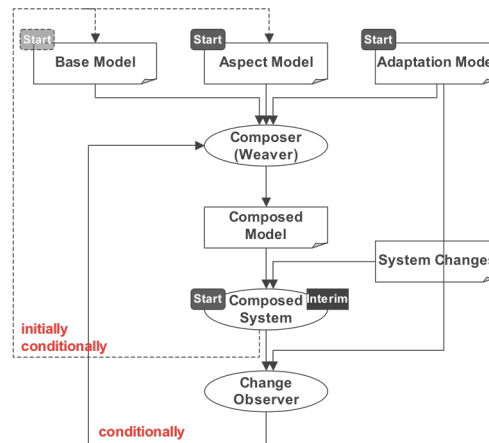 Start
Start
Start
Base Model
Aspect Model
Adaptation Mode
Composer
(Weaver)
Composed
Model
System Changes
Start
Composed
System
Interim
initially
conditionally
Change
Observer
conditionally